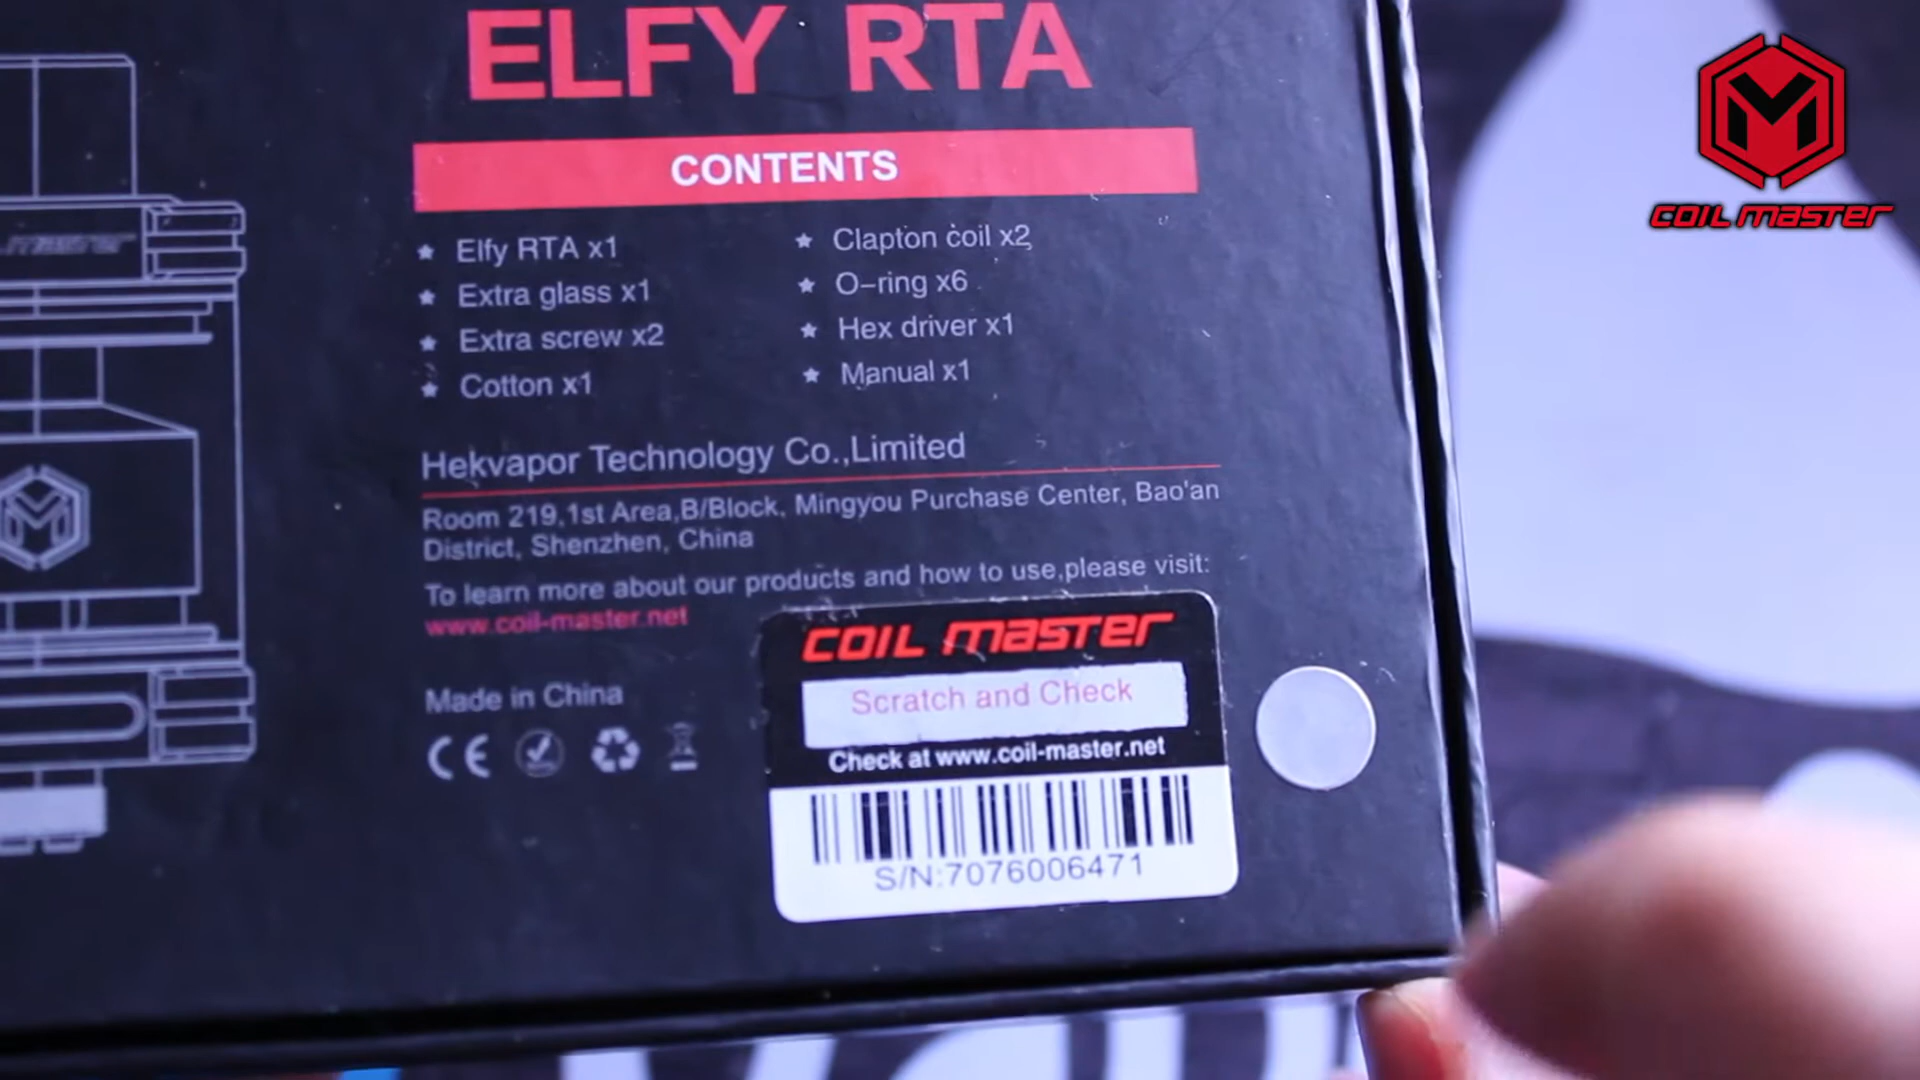 ELFY RTA
COIL MASTER
CONTENTS
★ Elfy RTA x1
★ Extra glass x1
★ Extra screw x2
★ Cotton x1
★ Clapton coil x2
★ O-ring x6
★ Hex driver x1
★ Manual x1
Hekvapor Technology Co.,Limited
Room 219,1st Area,B/Block, Mingyou Purchase Center, Bao'an
District, Shenzhen, China
To learn more about our products and how to use,please visit:
www.coil-master.net
Made in China
CE
COIL MASTER
Scratch and Check
Check at www.coil-master.net
S/N:7076006471